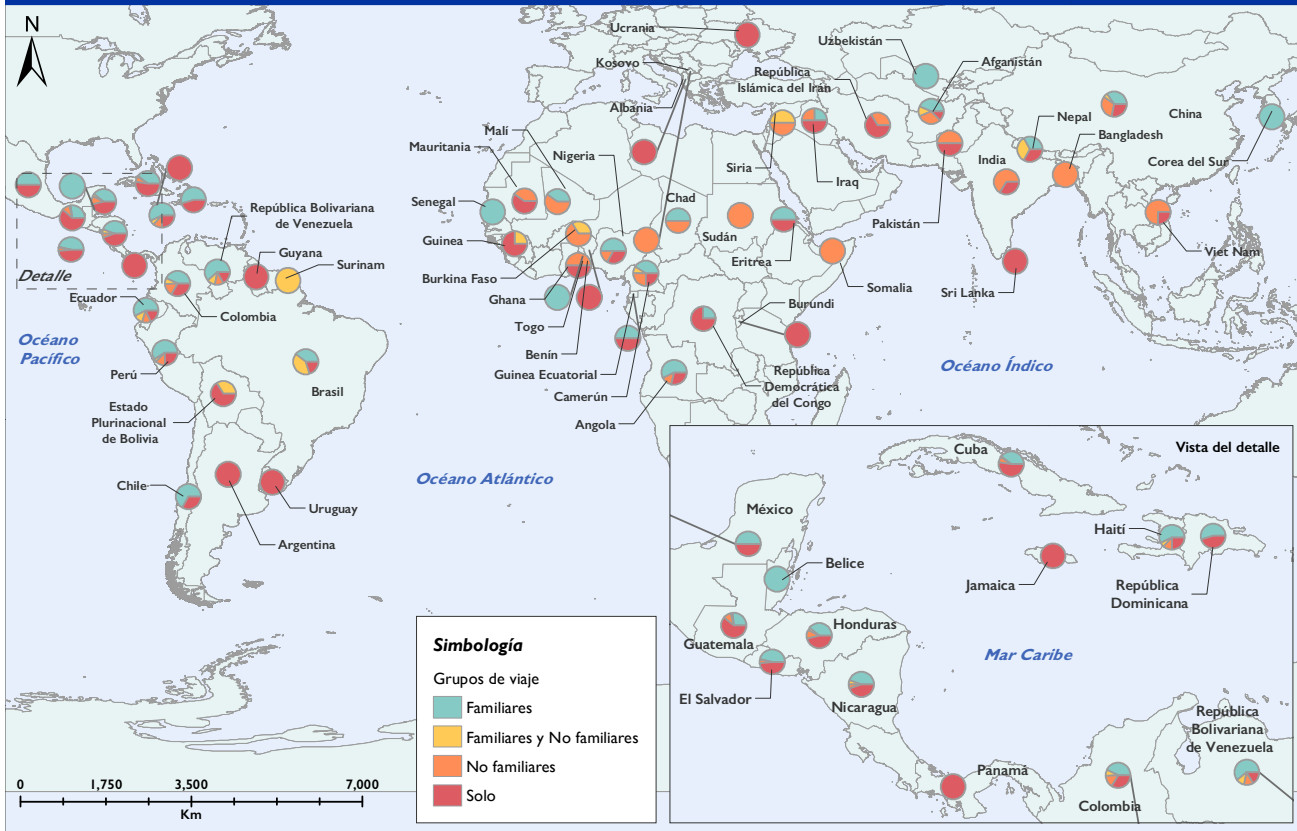 N
Ucrania
Kosovo
Albania
Uzbekistán
Afganistán
República
Islámica del Irán
Nepal
China
Bangladesh
Corea del Sur
India
Malí
Mauritania
Nigeria
Siria
Iraq
Pakistán
Viet Nam
Senegal
Chad
Sudán
Guinea
Eritrea
Somalia
Sri Lanka
Burkina Faso
Ghana
Togo
Benín
Guinea Ecuatorial
Camerún
Angola
Burundi
República
Democrática
del Congo
República Bolivariana
de Venezuela
Guyana
Surinam
Detalle
Ecuador
Colombia
Océano
Pacífico
Perú
Brasil
Estado
Plurinacional
de Bolivia
Chile
Uruguay
Argentina
Océano Atlántico
Océano Índico
Vista del detalle
Cuba
México
Haití
Belice
Jamaica
República
Dominicana
Guatemala
Honduras
Mar Caribe
El Salvador
Nicaragua
República
Bolivariana
de Venezuela
Panamá
Colombia
Simbología
Grupos de viaje
Familiares
Familiares y No familiares
No familiares
Solo
0 1,750 3,500 7,000
Km